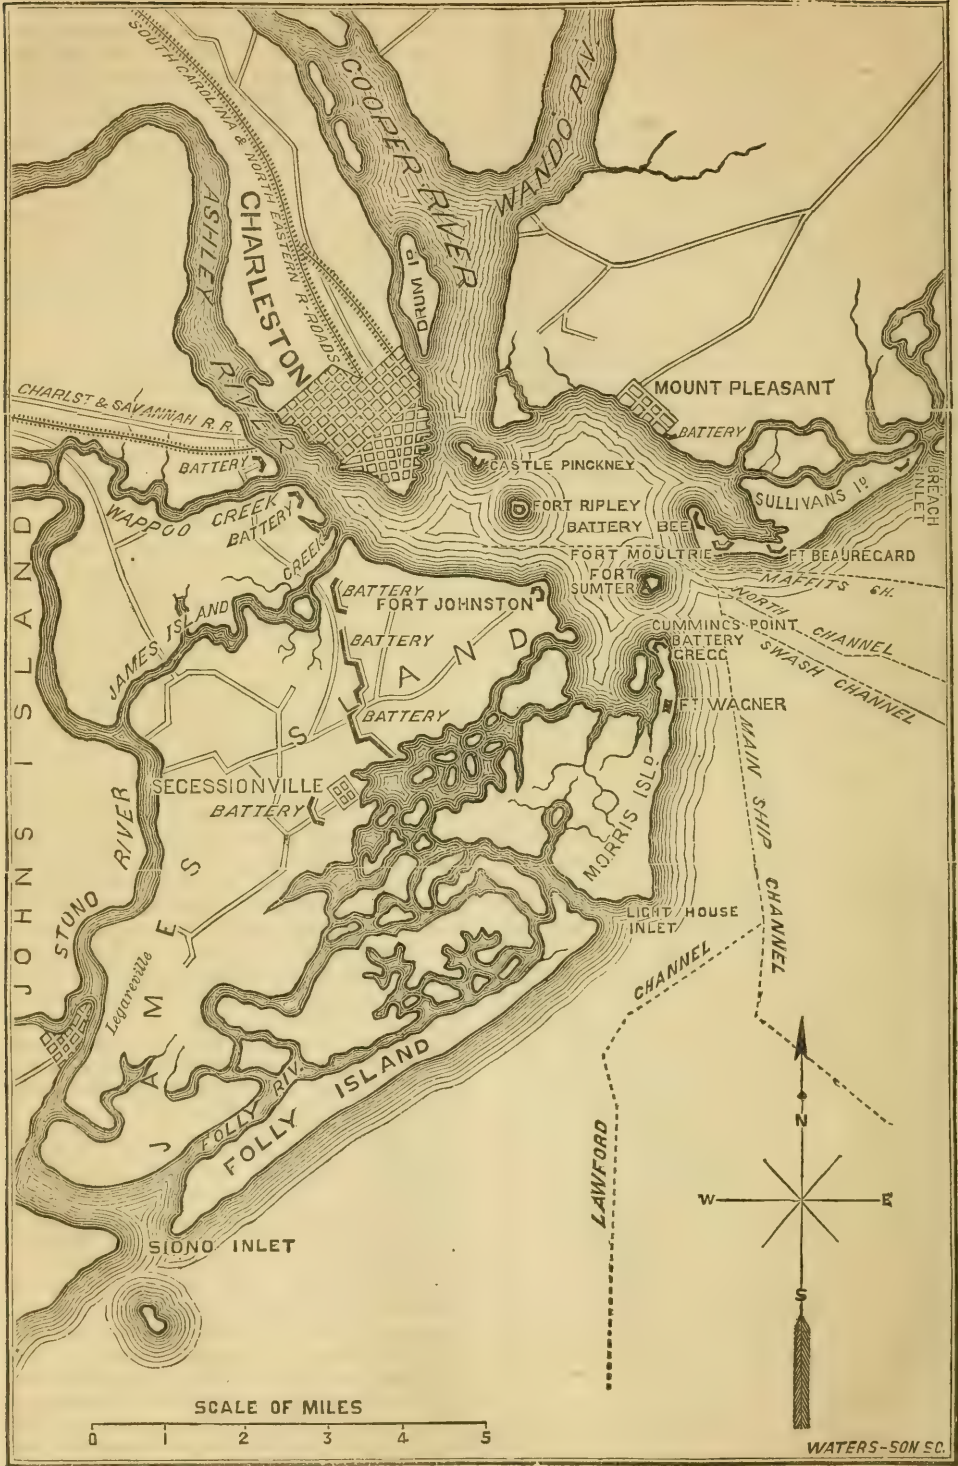 COOPER RIVER
WANDO RIV.
SOUTH CAROLINA & NORTH EASTERN R-ROADS
ASHLEY RIVER
CHARLESTON
DRUM ID
MOUNT PLEASANT
BATTERY
CHARLST & SAVANNAH R.R.
BATTERY
CASTLE PINCKNEY
SULLIVANS ID
BREACH INLET
WAPPOO CREEK
BATTERY
FORT RIPLEY
BATTERY BEE
FORT MOULTRIE
FT BEAUREGARD
FORT SUMTER
MAFFITS CH.
JAMES ISLAND CREEK
BATTERY
FORT JOHNSTON
NORTH CHANNEL
CUMMINGS POINT
BATTERY GREGG
SWASH CHANNEL
BATTERY
FT WAGNER
BATTERY
MAIN SHIP CHANNEL
SECESSIONVILLE
BATTERY
MORRIS ISLD
JOHNS ISLAND
STUNO RIVER
JAMES ISLAND
LIGHT HOUSE INLET
CHANNEL
Legareville
FOLLY RIV.
FOLLY ISLAND
LAWFORD
N
W
E
S
SIONO INLET
SCALE OF MILES
0 1 2 3 4 5
WATERS-SON SC.